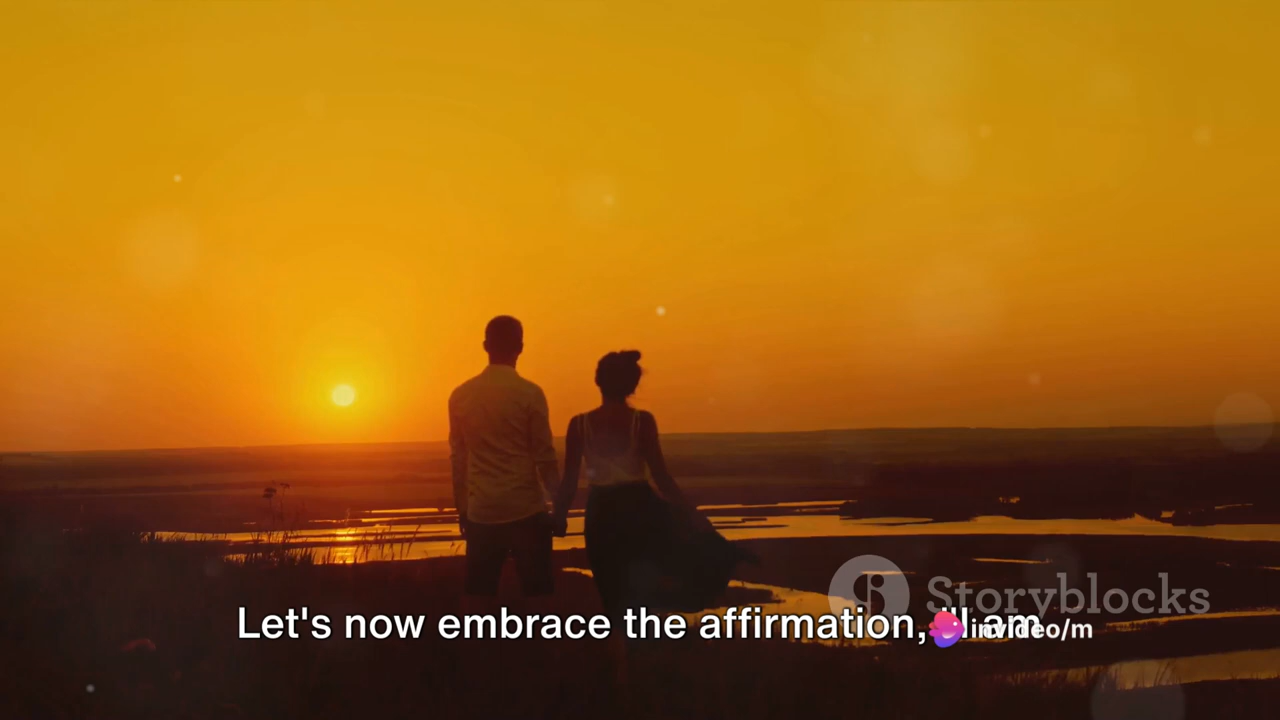 Storyblocks
Let's now embrace the affirmation, "I am
invideo/m